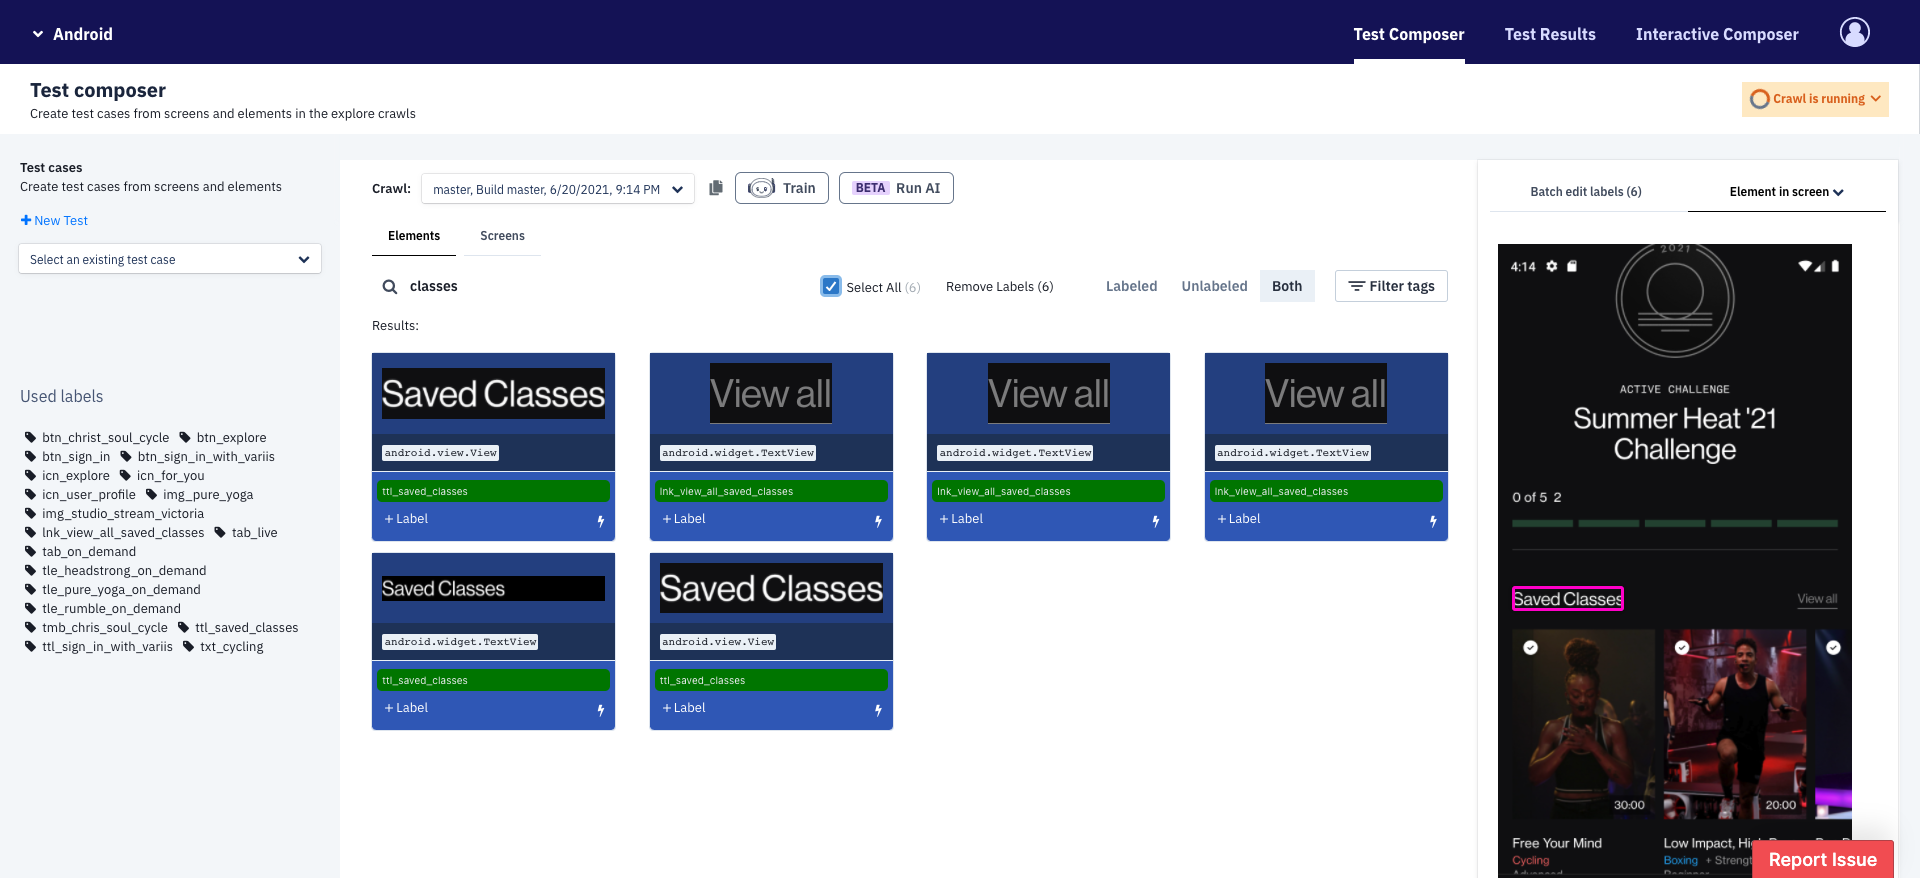 Android
Test Composer
Test Results
Interactive Composer
Test composer
Create test cases from screens and elements in the explore crawls
Crawl is running
Test cases
Create test cases from screens and elements
New Test
Select an existing test case
Used labels
btn_christ_soul_cycle btn_explore
btn_sign_in btn_sign_in_with_variis
icn_explore icn_for_you
icn_user_profile img_pure_yoga
img_studio_stream_victoria
lnk_view_all_saved_classes tab_live
tab_on_demand
tle_headstrong_on_demand
tle_pure_yoga_on_demand
tle_rumble_on_demand
tmb_chris_soul_cycle ttl_saved_classes
ttl_sign_in_with_variis txt_cycling
Crawl: master, Build master, 6/20/2021, 9:14 PM Train BETA Run AI
Elements Screens
classes
Select All (6) Remove Labels (6) Labeled Unlabeled Both Filter tags
Results:
Saved Classes
android.view.View
ttl_saved_classes
+ Label
View all
android.widget.TextView
lnk_view_all_saved_classes
+ Label
View all
android.widget.TextView
lnk_view_all_saved_classes
+ Label
View all
android.widget.TextView
lnk_view_all_saved_classes
+ Label
Saved Classes
android.widget.TextView
ttl_saved_classes
+ Label
Saved Classes
android.view.View
ttl_saved_classes
+ Label
Batch edit labels (6) Element in screen
2021
4:14
ACTIVE CHALLENGE
Summer Heat '21
Challenge
0 of 5 2
Saved Classes View all
30:00 20:00
Free Your Mind Low Impact,
Cycling Boxing +
Report Issue